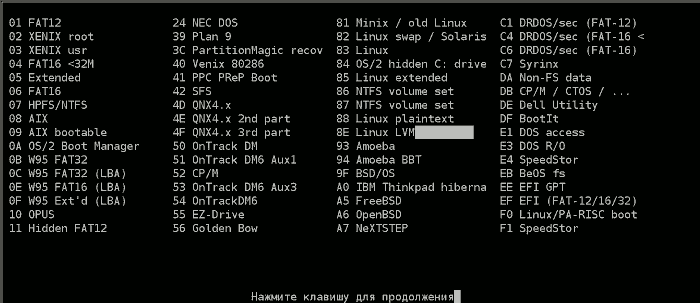 01 FAT12 24 NEC DOS 81 Minix / old Linux C1 DRDOS/sec (FAT-12)
02 XENIX root 39 Plan 9 82 Linux swap / Solaris C4 DRDOS/sec (FAT-16 <
03 XENIX usr 3C PartitionMagic recov 83 Linux C6 DRDOS/sec (FAT-16)
04 FAT16 <32M 40 Venix 80286 84 OS/2 hidden C: drive C7 Syrinx
05 Extended 41 PPC PReP Boot 85 Linux extended DA Non-FS data
06 FAT16 42 SFS 86 NTFS volume set DB CP/M / CTOS / ...
07 HPFS/NTFS 4D QNX4.x 87 NTFS volume set DE Dell Utility
08 AIX 4E QNX4.x 2nd part 88 Linux plaintext DF BootIt
09 AIX bootable 4F QNX4.x 3rd part 8E Linux LVM E1 DOS access
0A OS/2 Boot Manager 50 OnTrack DM 93 Amoeba E3 DOS R/O
0B W95 FAT32 51 OnTrack DM6 Aux1 94 Amoeba BBT E4 SpeedStor
0C W95 FAT32 (LBA) 52 CP/M 9F BSD/OS EB BeOS fs
0E W95 FAT16 (LBA) 53 OnTrack DM6 Aux3 A0 IBM Thinkpad hiberna EE EFI GPT
0F W95 Ext'd (LBA) 54 OnTrackDM6 A5 FreeBSD EF EFI (FAT-12/16/32)
10 OPUS 55 EZ-Drive A6 OpenBSD F0 Linux/PA-RISC boot
11 Hidden FAT12 56 Golden Bow A7 NeXTSTEP F1 SpeedStor
Нажмите клавишу для продолжения